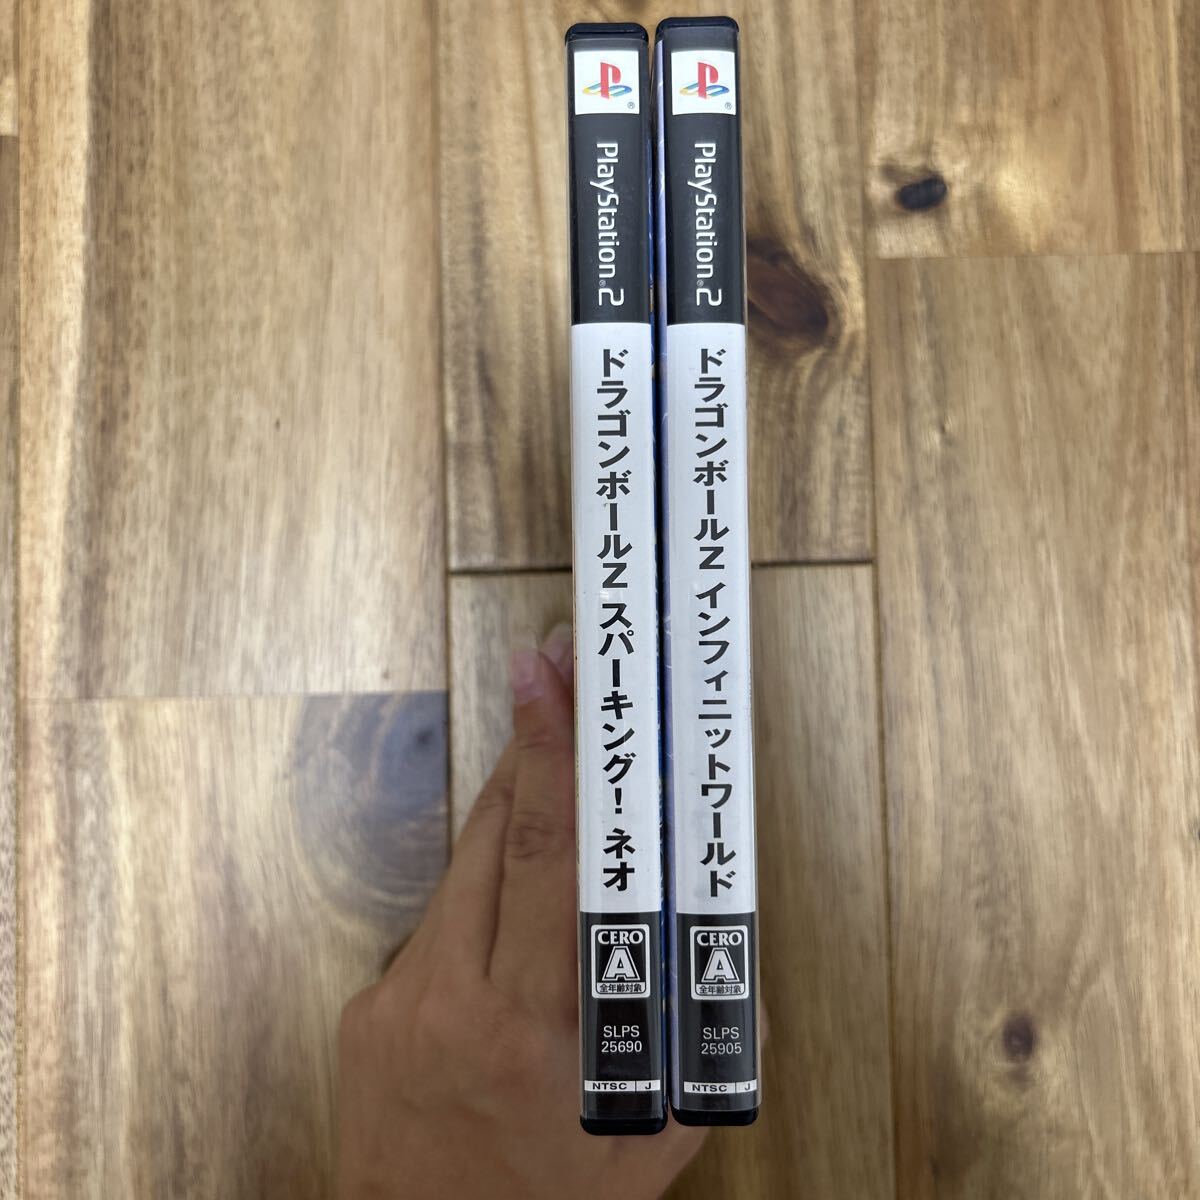 PlayStation®2
ドラゴンボールZ スパーキング! ネオ
CERO
A
全年齢対象
SLPS
25690
NTSC J
PlayStation®2
ドラゴンボールZ インフィニットワールド
CERO
A
全年齢対象
SLPS
25905
NTSC J